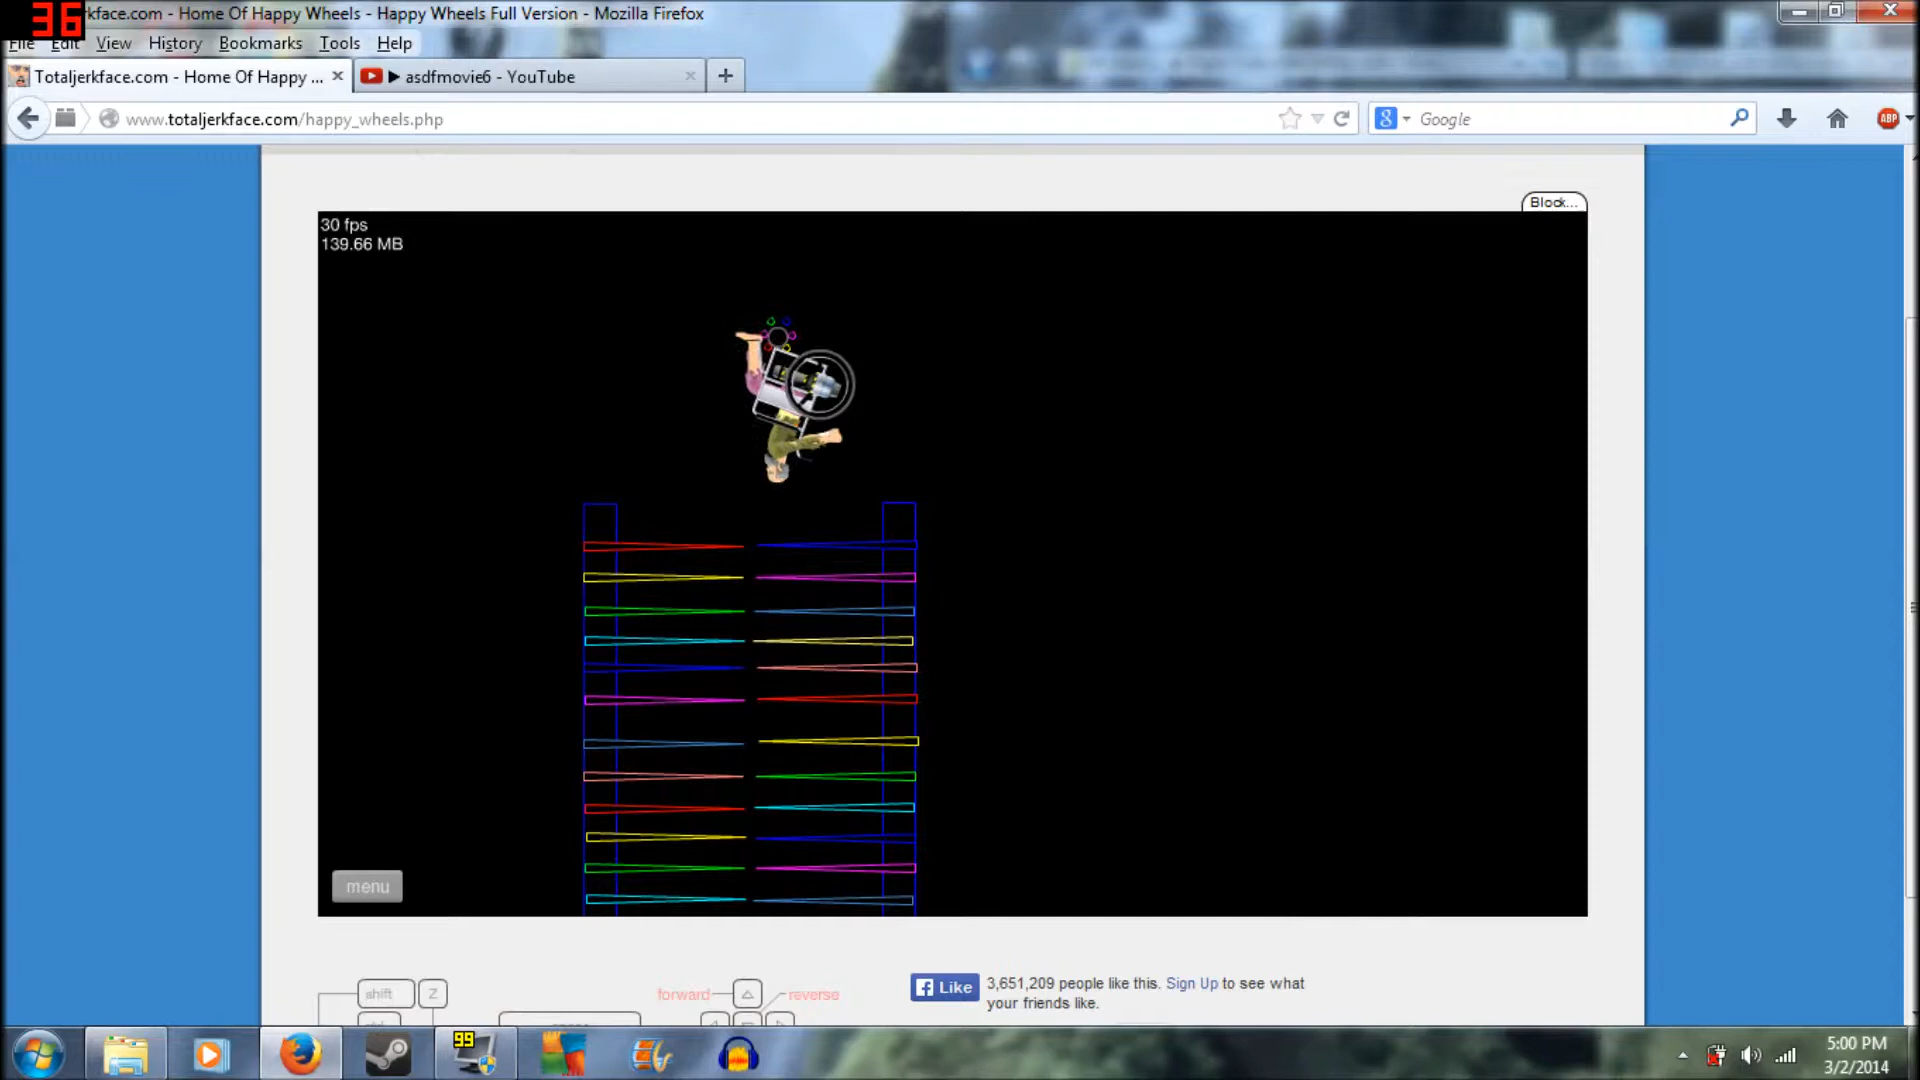 36
rkface.com - Home Of Happy Wheels - Happy Wheels Full Version - Mozilla Firefox
File Edit View History Bookmarks Tools Help
Totaljerkface.com - Home Of Happy ...
▶ asdfmovie6 - YouTube
www.totaljerkface.com/happy_wheels.php
Google
ABP
Block...
30 fps
139.66 MB
menu
shift Z
forward
reverse
Like
3,651,209 people like this. Sign Up to see what
your friends like.
99
5:00 PM
3/2/2014